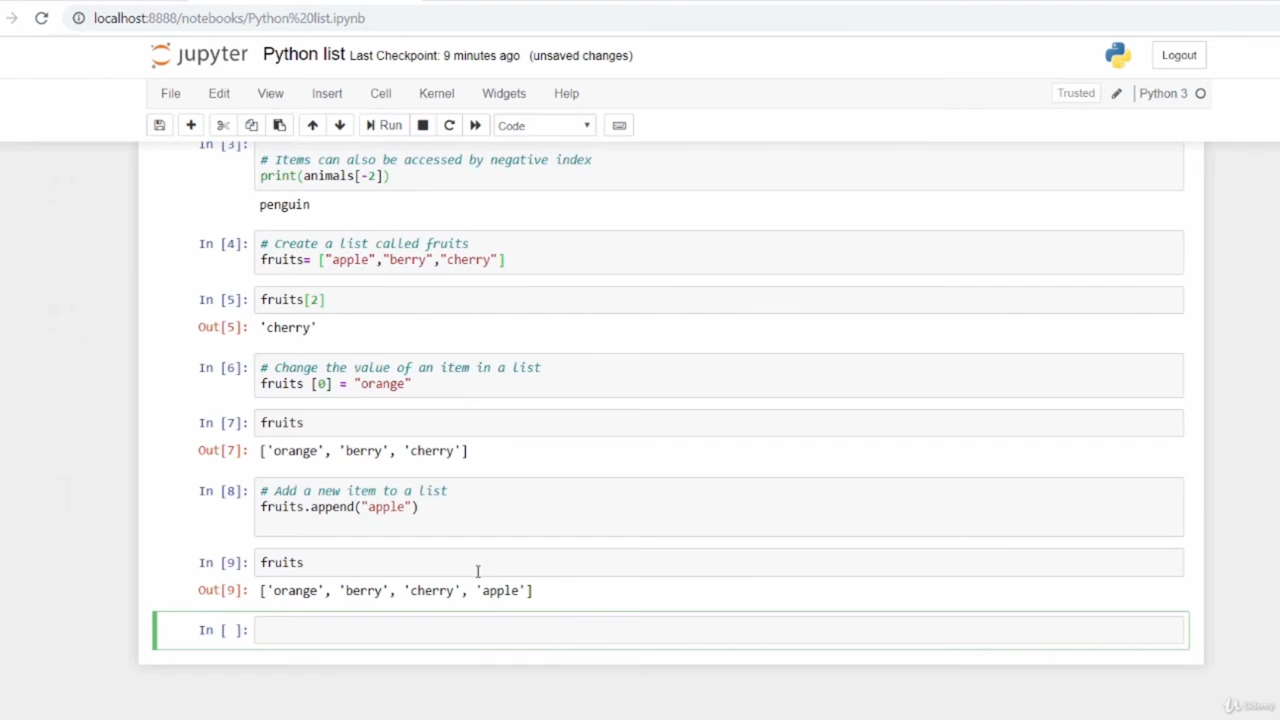 localhost:8888/notebooks/Python%20list.ipynb
jupyter Python list Last Checkpoint: 9 minutes ago (unsaved changes) Logout
File Edit View Insert Cell Kernel Widgets Help Trusted Python 3
Run Code
In [3]:
# Items can also be accessed by negative index
print(animals[-2])
penguin
In [4]: # Create a list called fruits
fruits= ["apple","berry","cherry"]
In [5]: fruits[2]
Out[5]: 'cherry'
In [6]: # Change the value of an item in a list
fruits [0] = "orange"
In [7]: fruits
Out[7]: ['orange', 'berry', 'cherry']
In [8]: # Add a new item to a list
fruits.append("apple")
In [9]: fruits
Out[9]: ['orange', 'berry', 'cherry', 'apple']
In [ ]:
Udemy